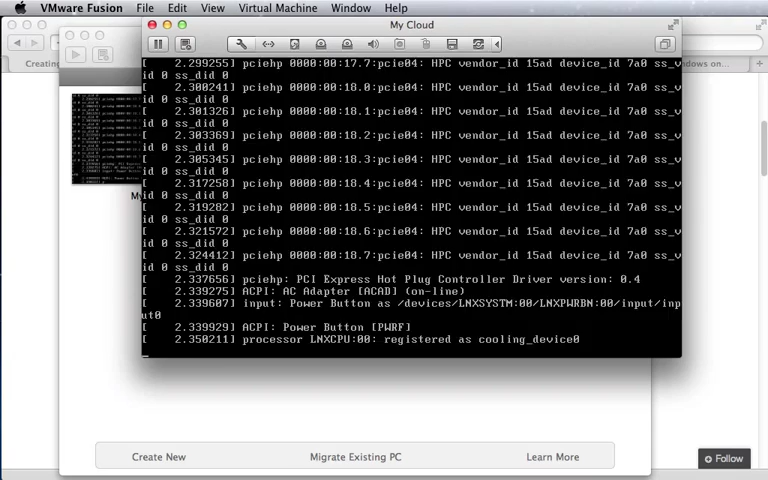 VMware Fusion File Edit View Virtual Machine Window Help
My Cloud
Creating
ndows on...
[    2.299255] pciehp 0000:00:17.7:pcie04: HPC vendor_id 15ad device_id 7a0 ss_v
id 0 ss_did 0
[    2.300241] pciehp 0000:00:18.0:pcie04: HPC vendor_id 15ad device_id 7a0 ss_v
id 0 ss_did 0
[    2.301326] pciehp 0000:00:18.1:pcie04: HPC vendor_id 15ad device_id 7a0 ss_v
id 0 ss_did 0
[    2.303369] pciehp 0000:00:18.2:pcie04: HPC vendor_id 15ad device_id 7a0 ss_v
id 0 ss_did 0
[    2.305345] pciehp 0000:00:18.3:pcie04: HPC vendor_id 15ad device_id 7a0 ss_v
id 0 ss_did 0
[    2.317258] pciehp 0000:00:18.4:pcie04: HPC vendor_id 15ad device_id 7a0 ss_v
id 0 ss_did 0
[    2.319282] pciehp 0000:00:18.5:pcie04: HPC vendor_id 15ad device_id 7a0 ss_v
id 0 ss_did 0
[    2.321572] pciehp 0000:00:18.6:pcie04: HPC vendor_id 15ad device_id 7a0 ss_v
id 0 ss_did 0
[    2.324412] pciehp 0000:00:18.7:pcie04: HPC vendor_id 15ad device_id 7a0 ss_v
id 0 ss_did 0
[    2.337656] pciehp: PCI Express Hot Plug Controller Driver version: 0.4
[    2.339275] ACPI: AC Adapter [ACAD] (on-line)
[    2.339607] input: Power Button as /devices/LNXSYSTM:00/LNXPWRBN:00/input/inp
ut0
[    2.339929] ACPI: Power Button [PWRF]
[    2.350211] processor LNXCPU:00: registered as cooling_device0
Create New Migrate Existing PC Learn More
Follow